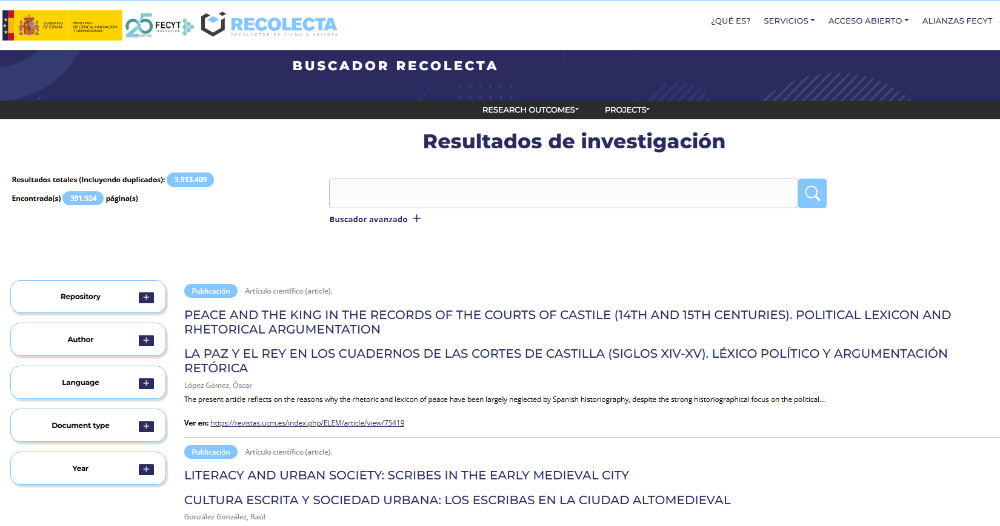 GOBIERNO
DE ESPAÑA
MINISTERIO
DE CIENCIA, INNOVACIÓN
Y UNIVERSIDADES
25
FECYT
INNOVACIÓN
2001-2026
RECOLECTA
RECOLECTOR DE CIENCIA ABIERTA
¿QUÉ ES?
SERVICIOS
ACCESO ABIERTO
ALIANZAS FECYT
BUSCADOR RECOLECTA
RESEARCH OUTCOMES
PROJECTS
Resultados de investigación
Resultados totales (Incluyendo duplicados): 3.913.409
Encontrada(s) 391.924 página(s)
Buscador avanzado +
Repository
Author
Language
Document type
Year
Publicación Artículo científico (article).
PEACE AND THE KING IN THE RECORDS OF THE COURTS OF CASTILE (14TH AND 15TH CENTURIES). POLITICAL LEXICON AND
RHETORICAL ARGUMENTATION
LA PAZ Y EL REY EN LOS CUADERNOS DE LAS CORTES DE CASTILLA (SIGLOS XIV-XV). LÉXICO POLÍTICO Y ARGUMENTACIÓN
RETÓRICA
López Gómez, Óscar
The present article reflects on the reasons why the rhetoric and lexicon of peace have been largely neglected by Spanish historiography, despite the strong historiographical focus on the political...
Ver en: https://revistas.ucm.es/index.php/ELEM/article/view/75419
Publicación Artículo científico (article).
LITERACY AND URBAN SOCIETY: SCRIBES IN THE EARLY MEDIEVAL CITY
CULTURA ESCRITA Y SOCIEDAD URBANA: LOS ESCRIBAS EN LA CIUDAD ALTOMEDIEVAL
González González, Raúl